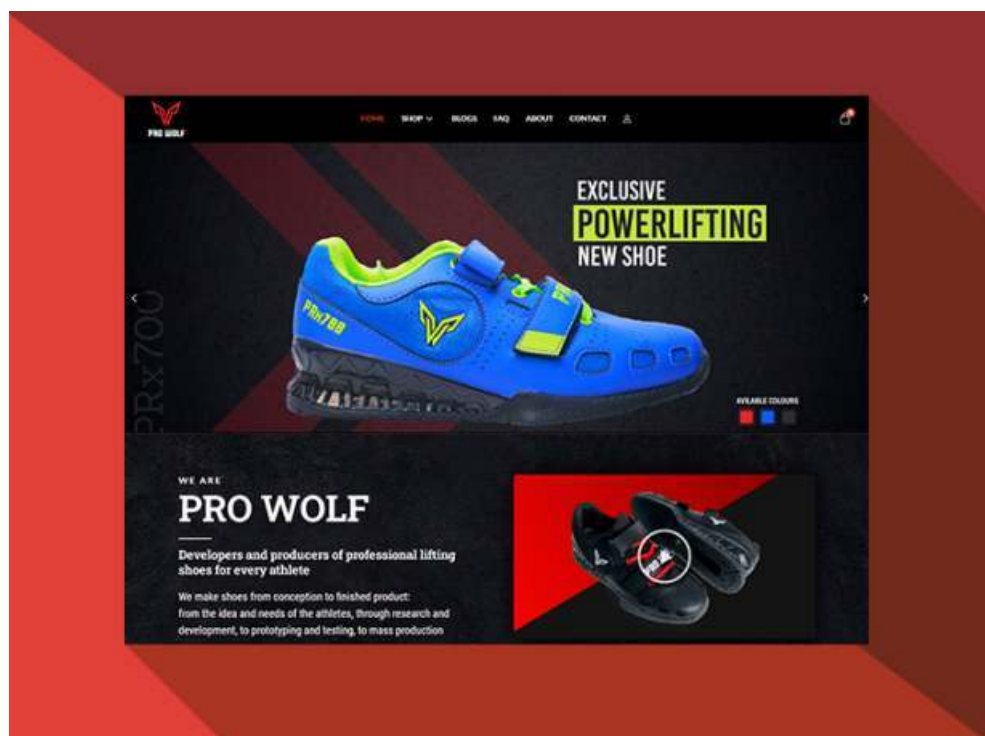 PRO WOLF
HOME SHOP BLOGS FAQ ABOUT CONTACT
EXCLUSIVE
POWERLIFTING
NEW SHOE
PRx700
PRx700
AVILABLE COLOURS
WE ARE
PRO WOLF
Developers and producers of professional lifting
shoes for every athlete
We make shoes from conception to finished product:
from the idea and needs of the athletes, through research and
development, to prototyping and testing, to mass production